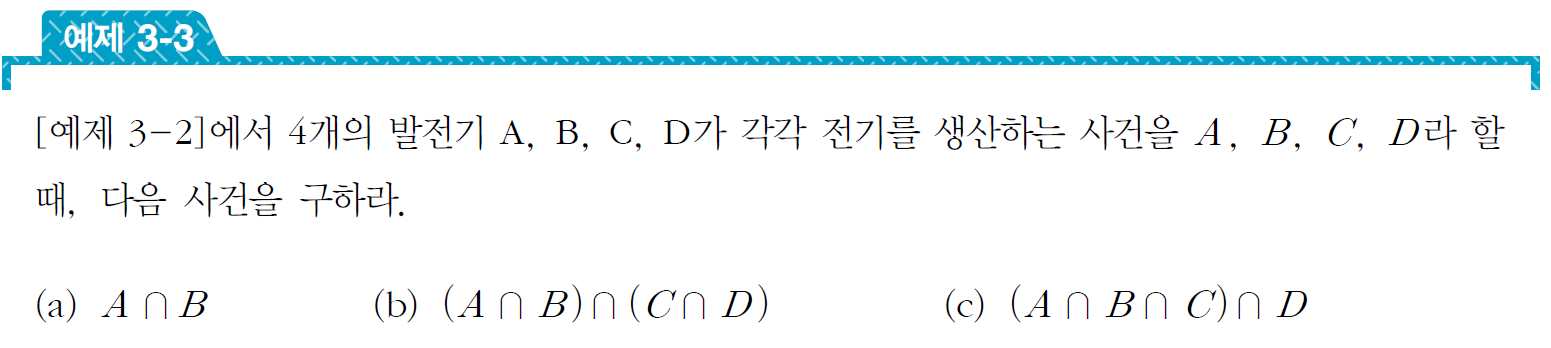 예제 3-3
[예제 3-2]에서 4개의 발전기 A, B, C, D가 각각 전기를 생산하는 사건을 A, B, C, D라 할
때, 다음 사건을 구하라.
(a) A∩B (b) (A∩B)∩(C∩D) (c) (A∩B∩C)∩D